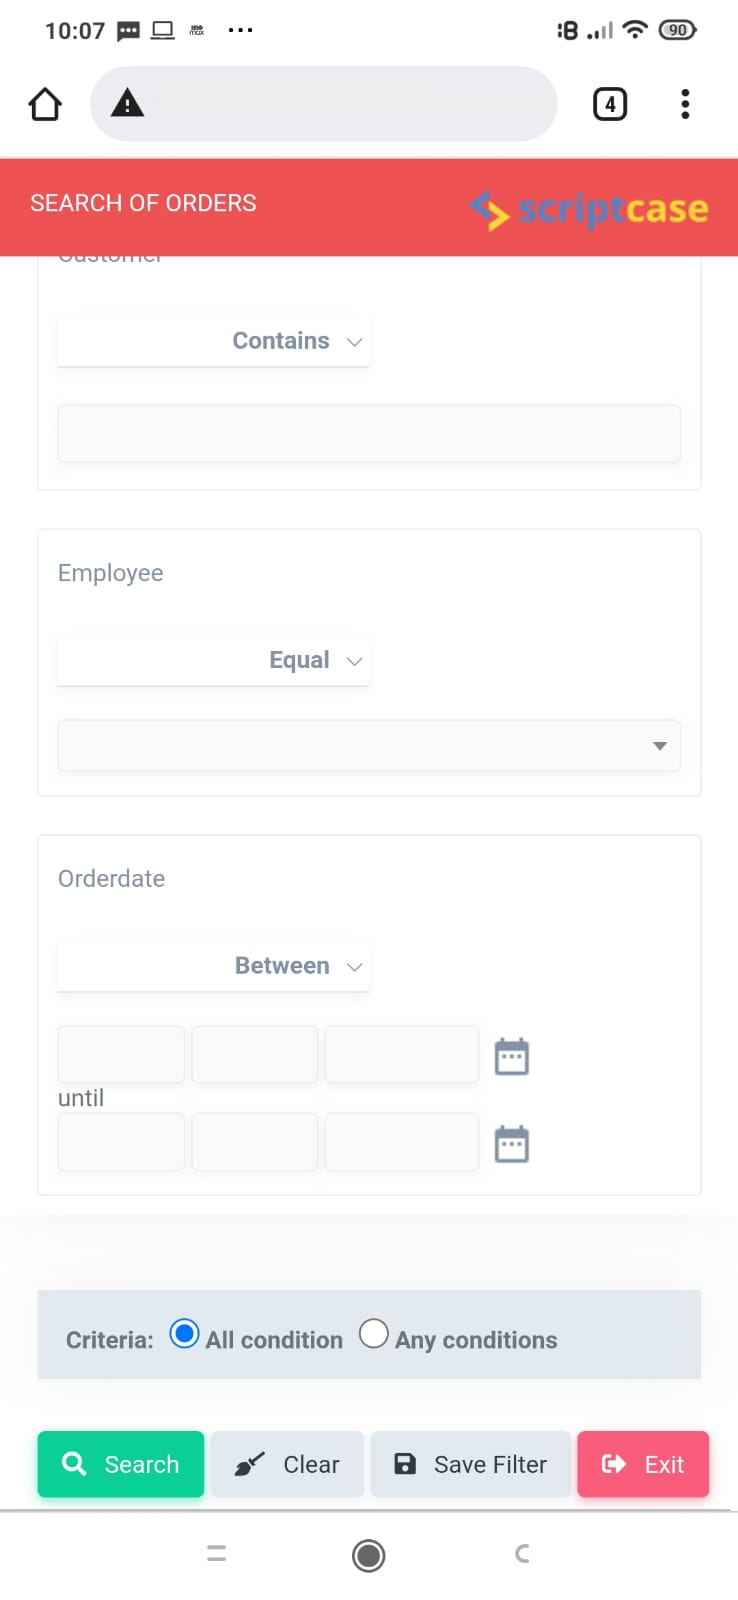 10:07
90
4
SEARCH OF ORDERS
scriptcase
Customer
Contains
Employee
Equal
Orderdate
Between
until
Criteria: All condition Any conditions
Search Clear Save Filter Exit